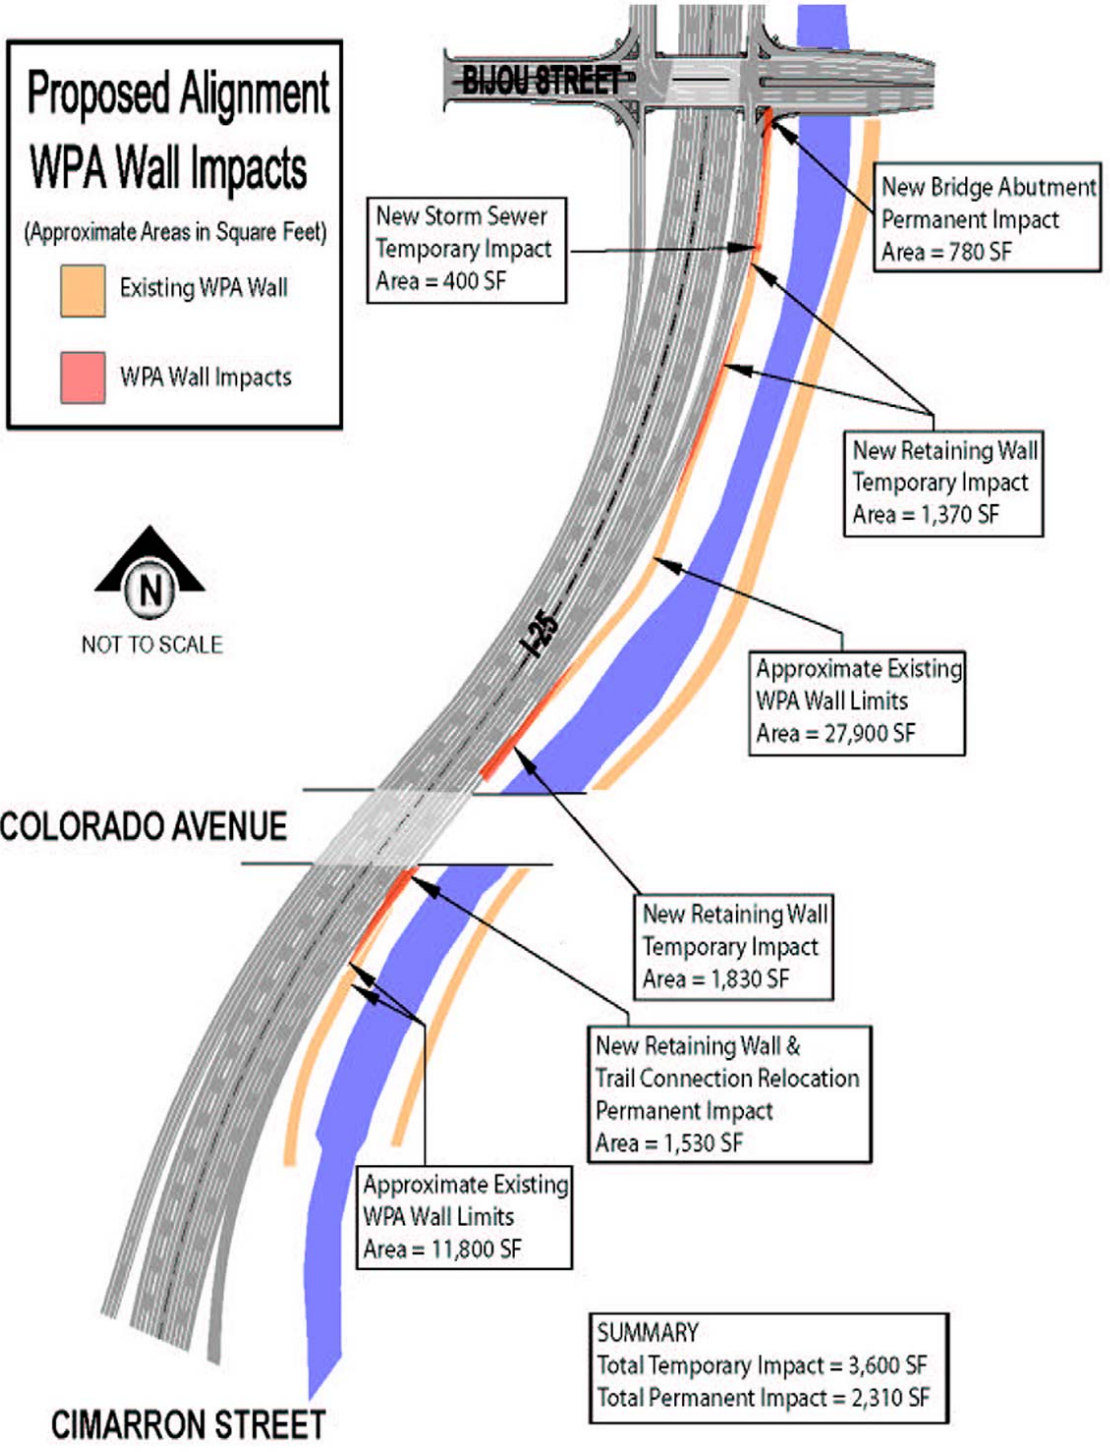 Proposed Alignment
WPA Wall Impacts
(Approximate Areas in Square Feet)
Existing WPA Wall
WPA Wall Impacts
BIJOU STREET
New Storm Sewer
Temporary Impact
Area = 400 SF
New Bridge Abutment
Permanent Impact
Area = 780 SF
New Retaining Wall
Temporary Impact
Area = 1,370 SF
N
NOT TO SCALE
I-25
Approximate Existing
WPA Wall Limits
Area = 27,900 SF
COLORADO AVENUE
New Retaining Wall
Temporary Impact
Area = 1,830 SF
New Retaining Wall &
Trail Connection Relocation
Permanent Impact
Area = 1,530 SF
Approximate Existing
WPA Wall Limits
Area = 11,800 SF
SUMMARY
Total Temporary Impact = 3,600 SF
Total Permanent Impact = 2,310 SF
CIMARRON STREET